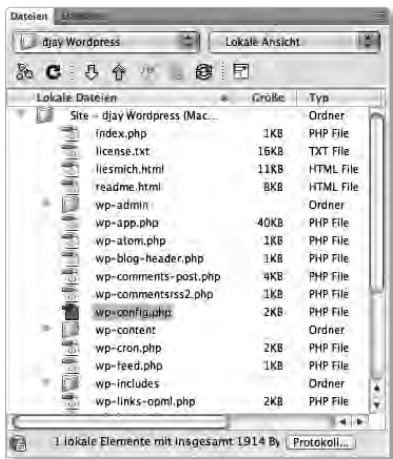 Dateien
djay Wordpress Lokale Ansicht
Lokale Dateien Größe Typ
Site - djay Wordpress (Mac... Ordner
index.php 1KB PHP File
license.txt 16KB TXT File
liesmich.html 11KB HTML File
readme.html 8KB HTML File
wp-admin Ordner
wp-app.php 40KB PHP File
wp-atom.php 1KB PHP File
wp-blog-header.php 1KB PHP File
wp-comments-post.php 4KB PHP File
wp-commentsrss2.php 1KB PHP File
wp-config.php 2KB PHP File
wp-content Ordner
wp-cron.php 2KB PHP File
wp-feed.php 1KB PHP File
wp-includes Ordner
wp-links-opml.php 2KB PHP File
1 lokale Elemente mit insgesamt 1914 By Protokoll...